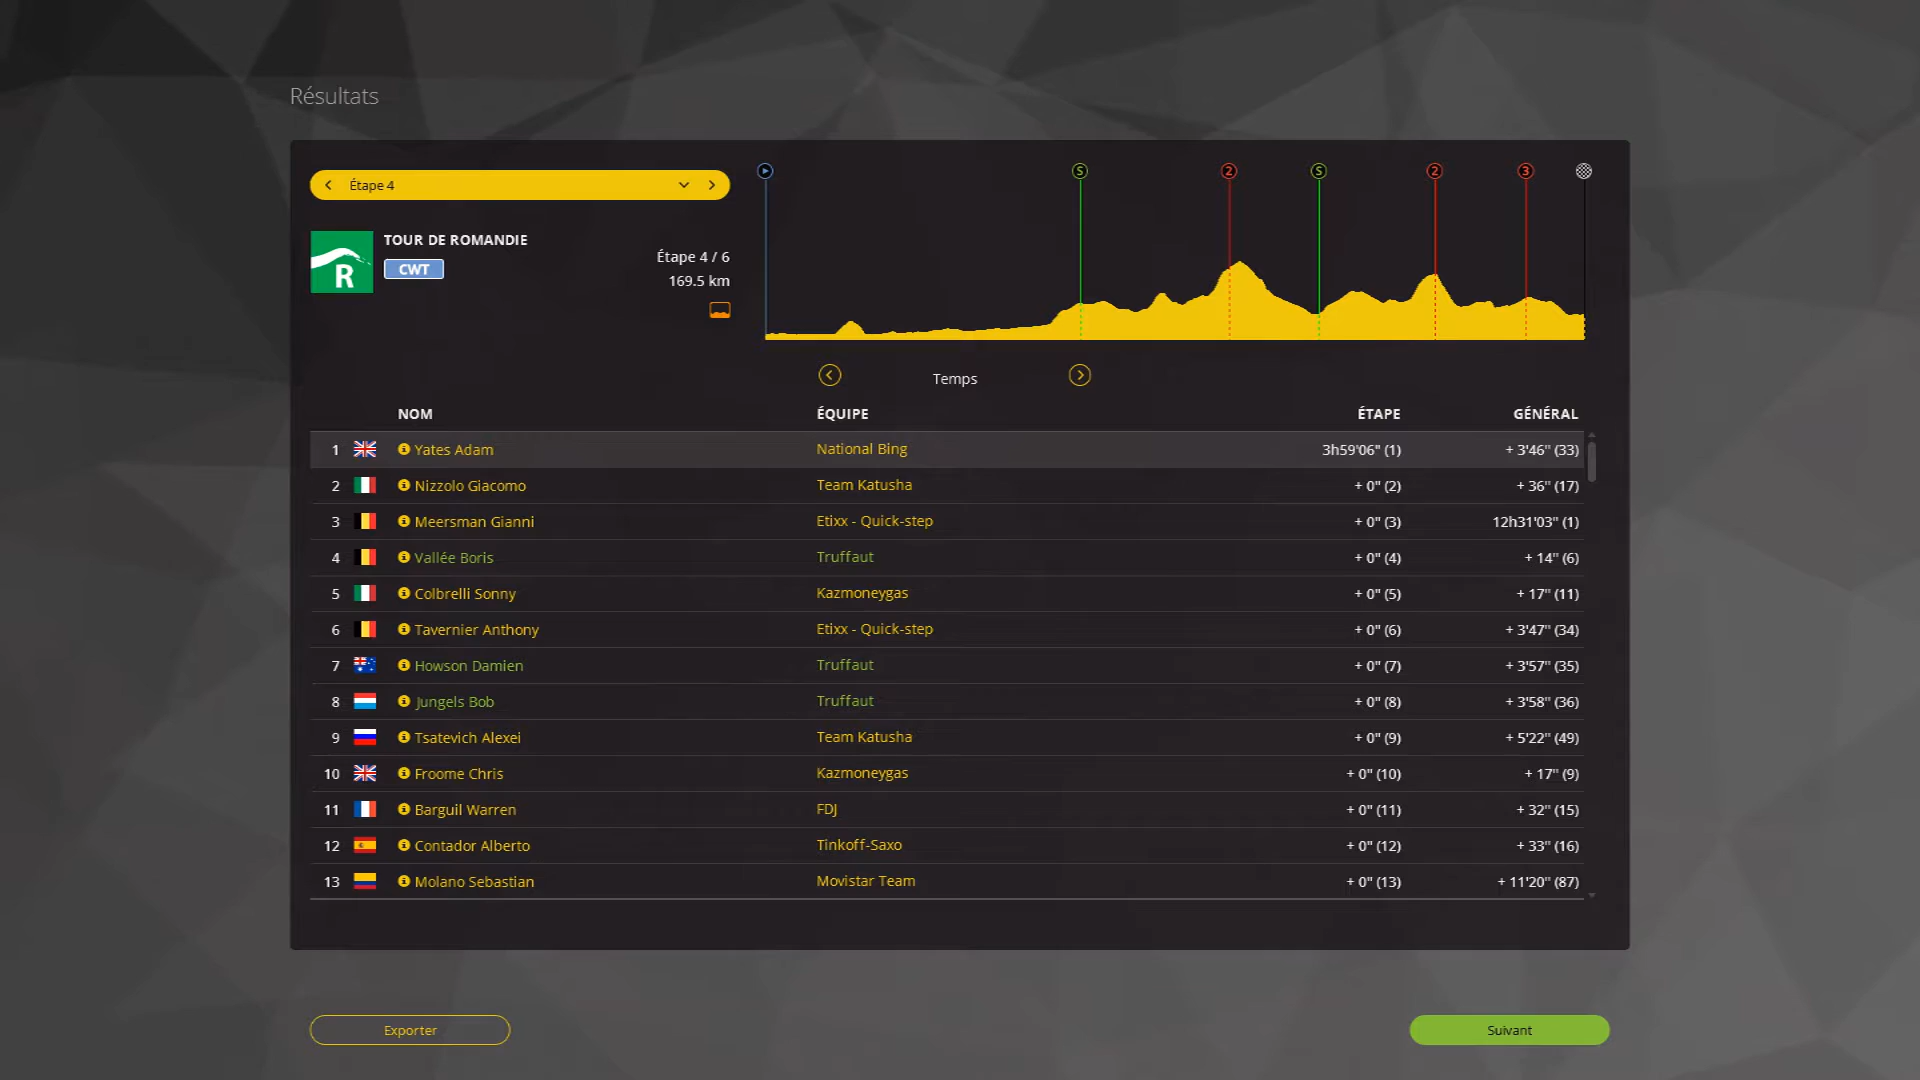 Résultats
Étape 4
S 2 S 2 3
R
TOUR DE ROMANDIE
CWT
Étape 4 / 6
169.5 km
Temps
NOM ÉQUIPE ÉTAPE GÉNÉRAL
1 Yates Adam National Bing 3h59'06" (1) + 3'46" (33)
2 Nizzolo Giacomo Team Katusha + 0" (2) + 36" (17)
3 Meersman Gianni Etixx - Quick-step + 0" (3) 12h31'03" (1)
4 Vallée Boris Truffaut + 0" (4) + 14" (6)
5 Colbrelli Sonny Kazmoneygas + 0" (5) + 17" (11)
6 Tavernier Anthony Etixx - Quick-step + 0" (6) + 3'47" (34)
7 Howson Damien Truffaut + 0" (7) + 3'57" (35)
8 Jungels Bob Truffaut + 0" (8) + 3'58" (36)
9 Tsatevich Alexei Team Katusha + 0" (9) + 5'22" (49)
10 Froome Chris Kazmoneygas + 0" (10) + 17" (9)
11 Barguil Warren FDJ + 0" (11) + 32" (15)
12 Contador Alberto Tinkoff-Saxo + 0" (12) + 33" (16)
13 Molano Sebastian Movistar Team + 0" (13) + 11'20" (87)
Exporter
Suivant